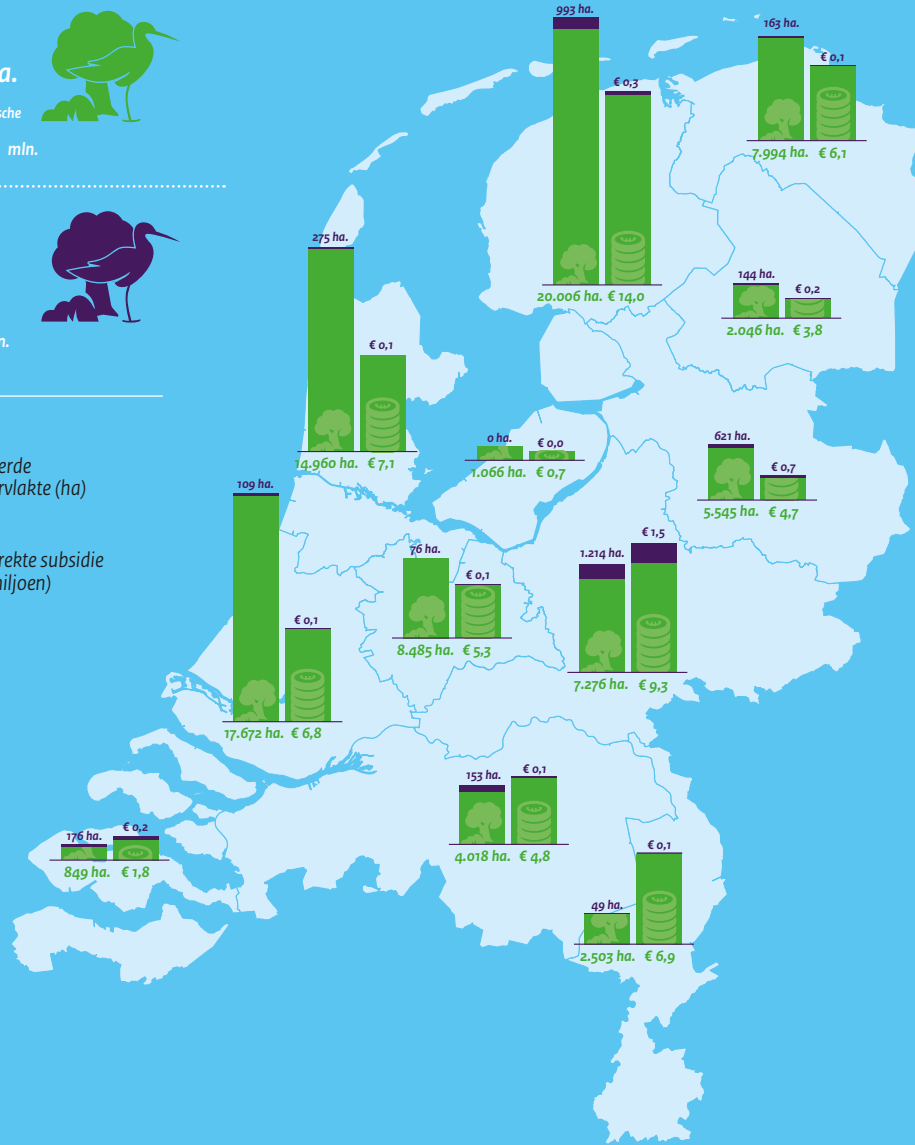 a.
sche
mln.
n.
erde
rvlakte (ha)
rekte subsidie
niljoen)
993 ha.
€ 0,3
20.006 ha. € 14,0
163 ha.
€ 0,1
7.994 ha. € 6,1
275 ha.
€ 0,1
14.960 ha. € 7,1
144 ha.
€ 0,2
2.046 ha. € 3,8
0 ha.
€ 0,0
1.066 ha. € 0,7
621 ha.
€ 0,7
5.545 ha. € 4,7
109 ha.
€ 0,1
17.672 ha. € 6,8
76 ha.
€ 0,1
8.485 ha. € 5,3
1.214 ha.
€ 1,5
7.276 ha. € 9,3
153 ha.
€ 0,1
4.018 ha. € 4,8
176 ha.
€ 0,2
849 ha. € 1,8
49 ha.
€ 0,1
2.503 ha. € 6,9